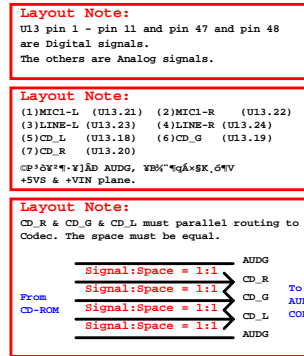 Layout Note:
U13 pin 1 ~ pin 11 and pin 47 and pin 48
are Digital signals.
The others are Analog signals.
Layout Note:
(1)MIC1-L (U13.21) (2)MIC1-R (U13.22)
(3)LINE-L (U13.23) (4)LINE-R (U13.24)
(5)CD_L (U13.18) (6)CD_G (U13.19)
(7)CD_R (U13.20)
AUDG,
+5VS & +VIN plane.
Layout Note:
CD_R & CD_G & CD_L must parallel routing to
Codec. The space must be equal.
AUDG
Signal:Space = 1:1
CD_R
Signal:Space = 1:1
CD_G
Signal:Space = 1:1
CD_L
Signal:Space = 1:1
AUDG
From
CD-ROM
To